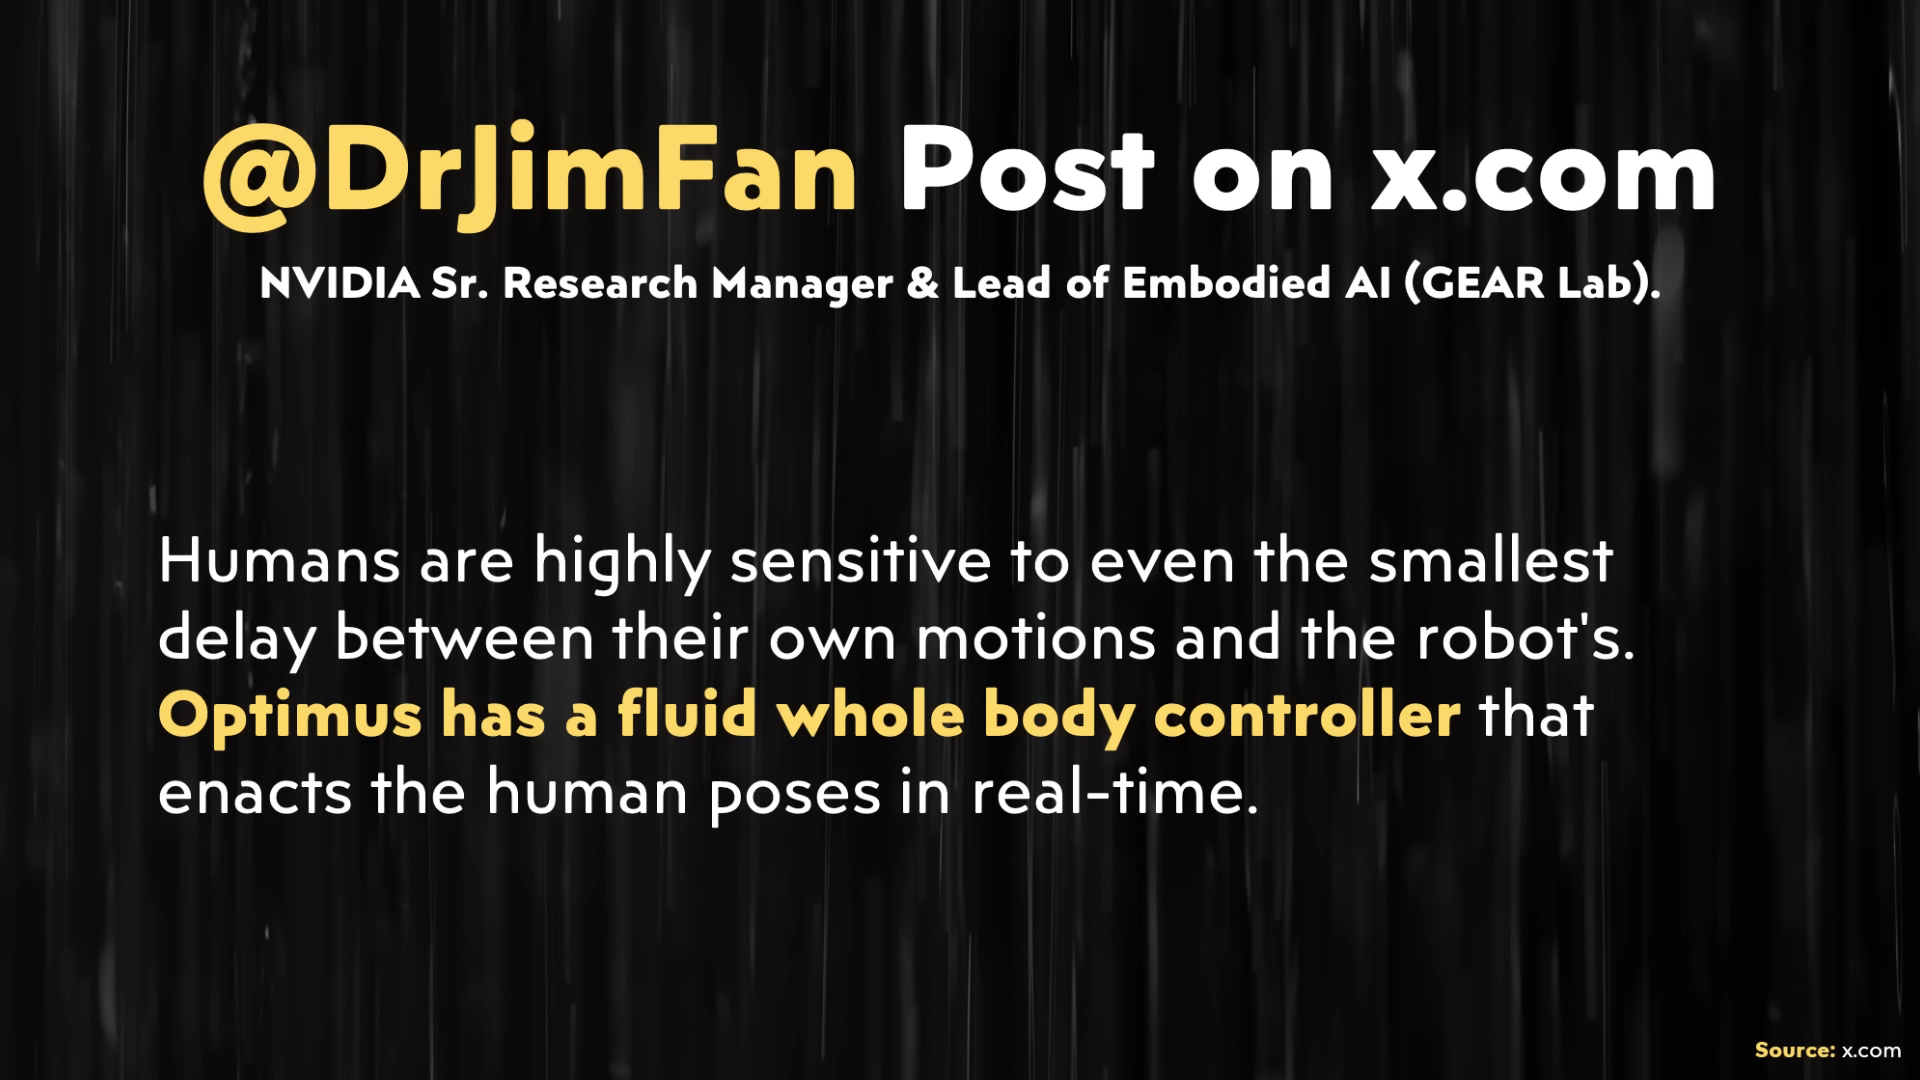 @DrJimFan Post on x.com
NVIDIA Sr. Research Manager & Lead of Embodied AI (GEAR Lab).
Humans are highly sensitive to even the smallest
delay between their own motions and the robot's.
Optimus has a fluid whole body controller that
enacts the human poses in real-time.
Source: x.com